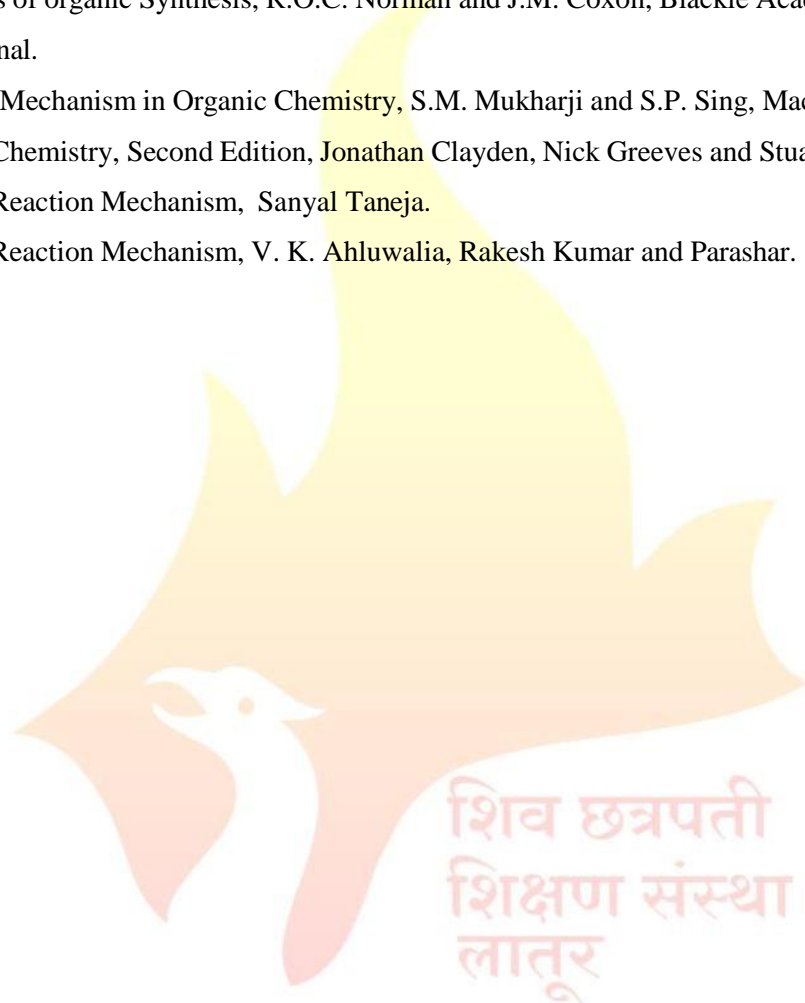 s of organic Synthesis, R.O.C. Norman and J.M. Coxon, Blackie Aca
nal.
Mechanism in Organic Chemistry, S.M. Mukharji and S.P. Sing, Mac
Chemistry, Second Edition, Jonathan Clayden, Nick Greeves and Stua
Reaction Mechanism, Sanyal Taneja.
Reaction Mechanism, V. K. Ahluwalia, Rakesh Kumar and Parashar.
शिव छत्रपती
शिक्षण संस्था
लातूर